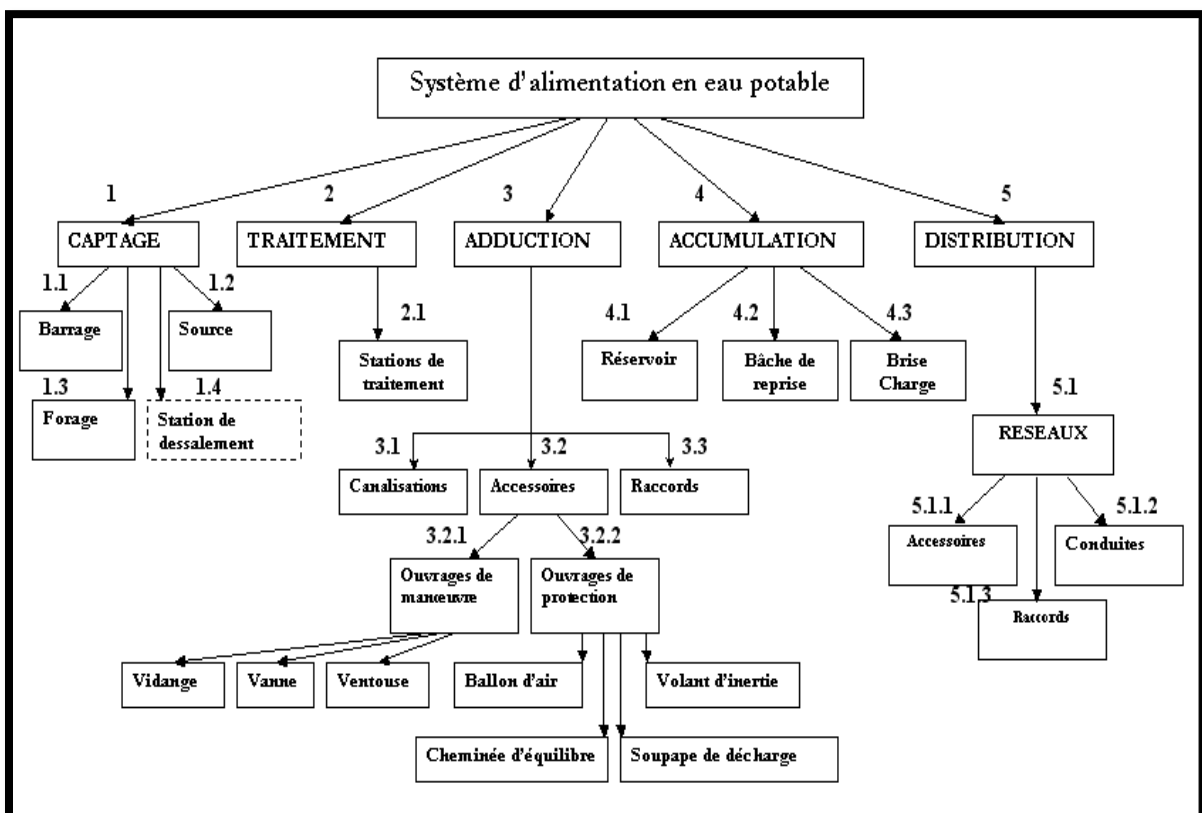 Système d'alimentation en eau potable
1
2
3
4
5
CAPTAGE
TRAITEMENT
ADDUCTION
ACCUMULATION
DISTRIBUTION
1.1
1.2
2.1
4.1
4.2
4.3
Barrage
Source
Stations de
traitement
Réservoir
Bâche de
reprise
Brise
Charge
1.3
1.4
5.1
Forage
Station de
dessalement
RESEAUX
3.1
3.2
3.3
Canalisations
Accessoires
Raccords
5.1.1
5.1.2
Accessoires
Conduites
3.2.1
3.2.2
Ouvrages de
manœuvre
Ouvrages de
protection
5.1.3
Raccords
Vidange
Vanne
Ventouse
Ballon d'air
Volant d'inertie
Cheminée d'équilibre
Soupape de décharge